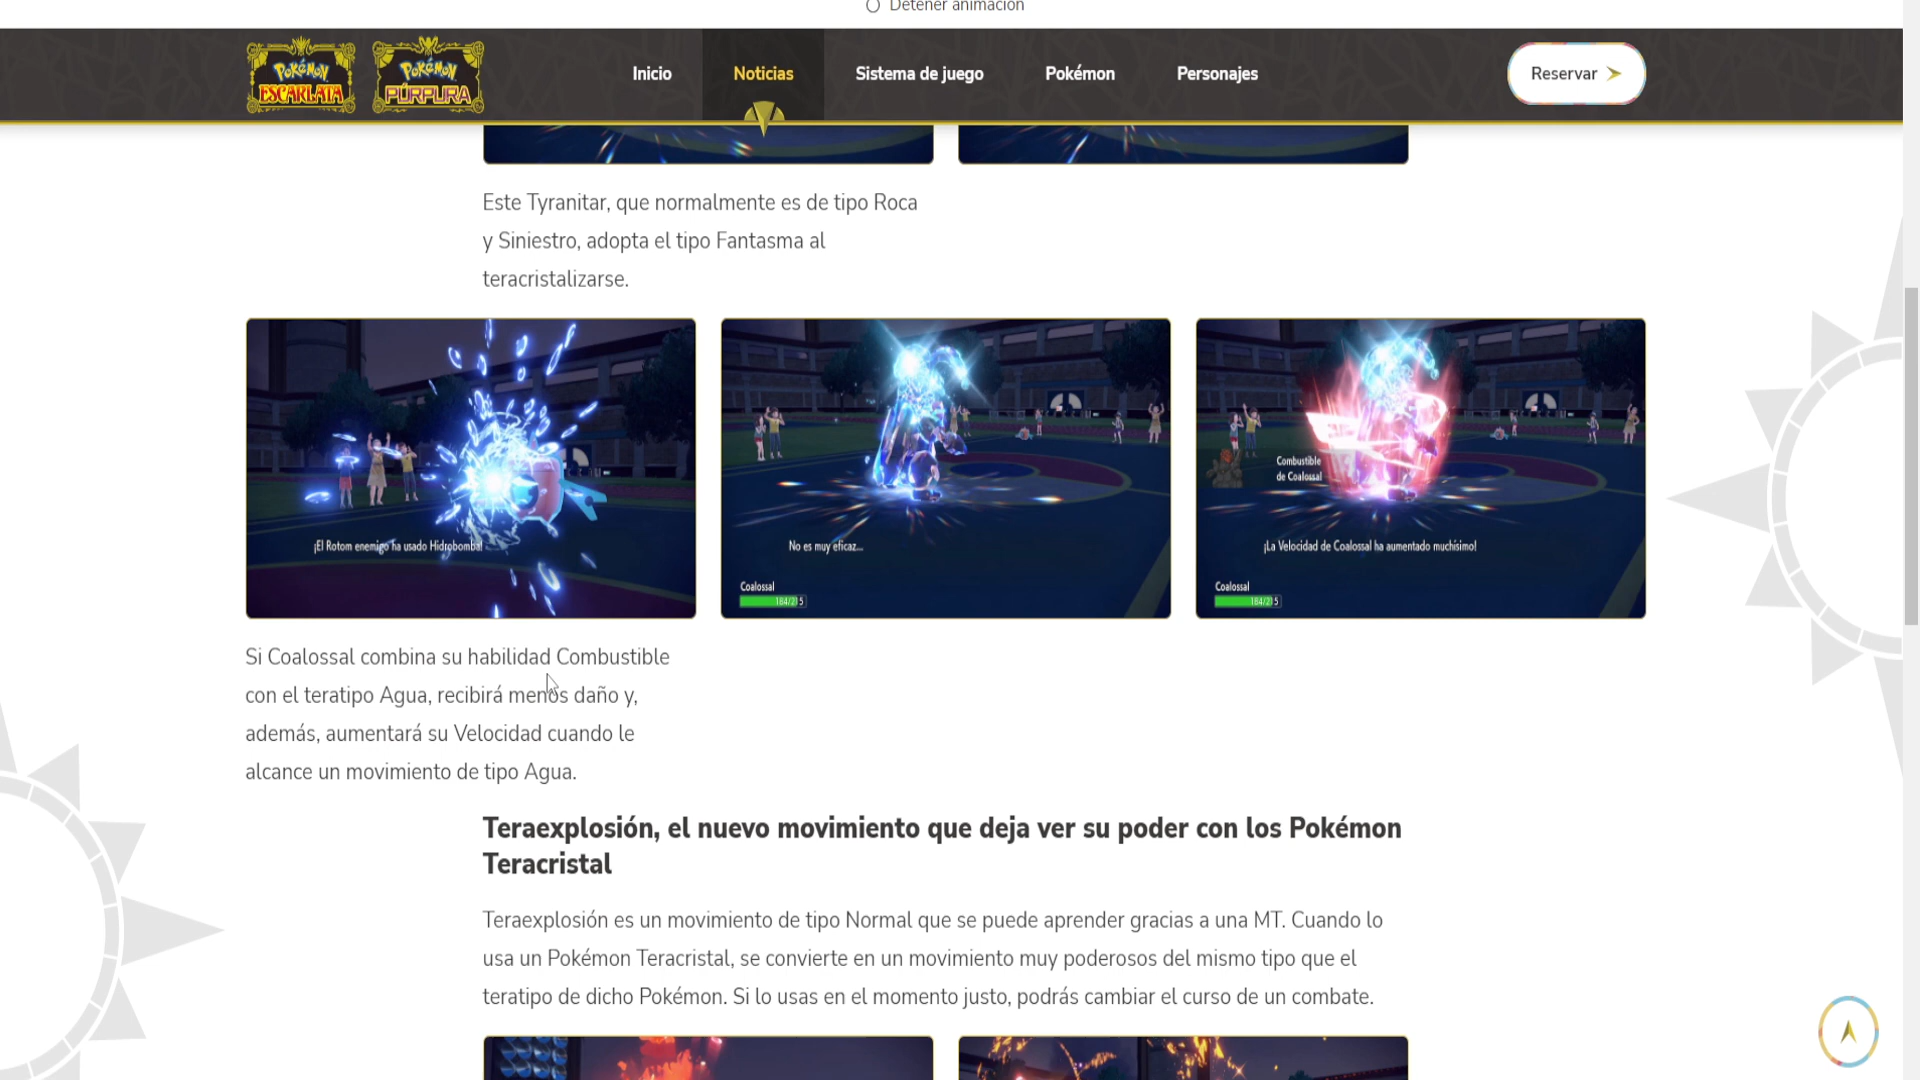 Detener animación
POKÉMON ESCARLATA
POKÉMON PÚRPURA
Inicio
Noticias
Sistema de juego
Pokémon
Personajes
Reservar
Este Tyranitar, que normalmente es de tipo Roca
y Siniestro, adopta el tipo Fantasma al
teracristalizarse.
¡El Rotom enemigo ha usado Hidrobomba!
No es muy eficaz...
Coalossal
184/215
Combustible
de Coalossal
¡La Velocidad de Coalossal ha aumentado muchísimo!
Coalossal
184/215
Si Coalossal combina su habilidad Combustible
con el teratipo Agua, recibirá menos daño y,
además, aumentará su Velocidad cuando le
alcance un movimiento de tipo Agua.
Teraexplosión, el nuevo movimiento que deja ver su poder con los Pokémon
Teracristal
Teraexplosión es un movimiento de tipo Normal que se puede aprender gracias a una MT. Cuando lo
usa un Pokémon Teracristal, se convierte en un movimiento muy poderosos del mismo tipo que el
teratipo de dicho Pokémon. Si lo usas en el momento justo, podrás cambiar el curso de un combate.